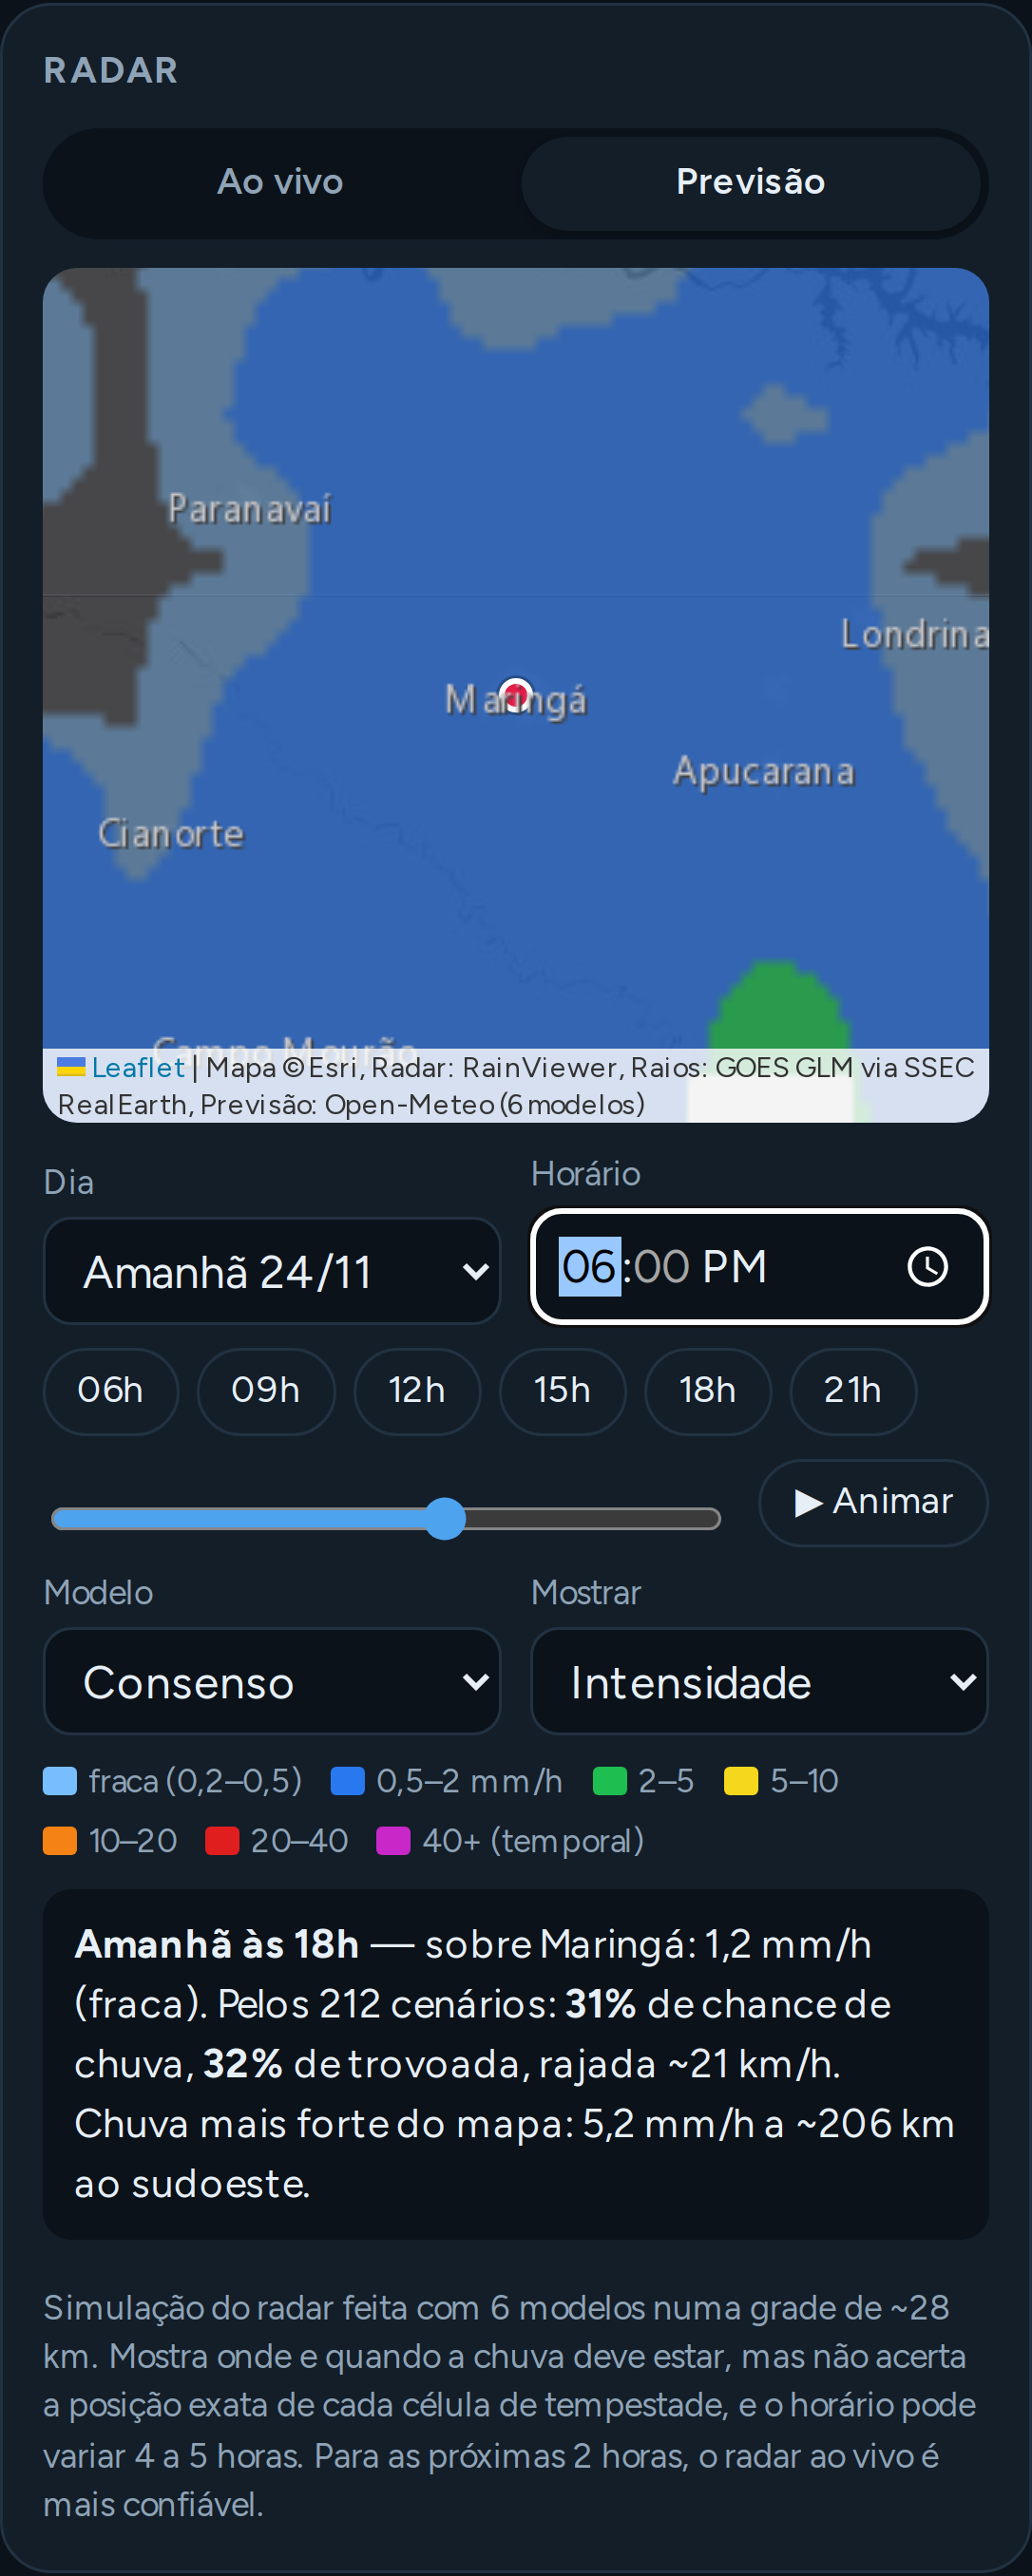 RADAR
Ao vivo
Previsão
Paranavaí
Londrina
Maringá
Apucarana
Cianorte
Campo Mourão
Leaflet | Mapa © Esri, Radar: RainViewer, Raios: GOES GLM via SSEC
RealEarth, Previsão: Open-Meteo (6 modelos)
Dia
Horário
Amanhã 24/11
06:00 PM
06h
09h
12h
15h
18h
21h
▶ Animar
Modelo
Mostrar
Consenso
Intensidade
fraca (0,2–0,5)
0,5–2 mm/h
2–5
5–10
10–20
20–40
40+ (temporal)
Amanhã às 18h — sobre Maringá: 1,2 mm/h
(fraca). Pelos 212 cenários: 31% de chance de
chuva, 32% de trovoada, rajada ~21 km/h.
Chuva mais forte do mapa: 5,2 mm/h a ~206 km
ao sudoeste.
Simulação do radar feita com 6 modelos numa grade de ~28
km. Mostra onde e quando a chuva deve estar, mas não acerta
a posição exata de cada célula de tempestade, e o horário pode
variar 4 a 5 horas. Para as próximas 2 horas, o radar ao vivo é
mais confiável.